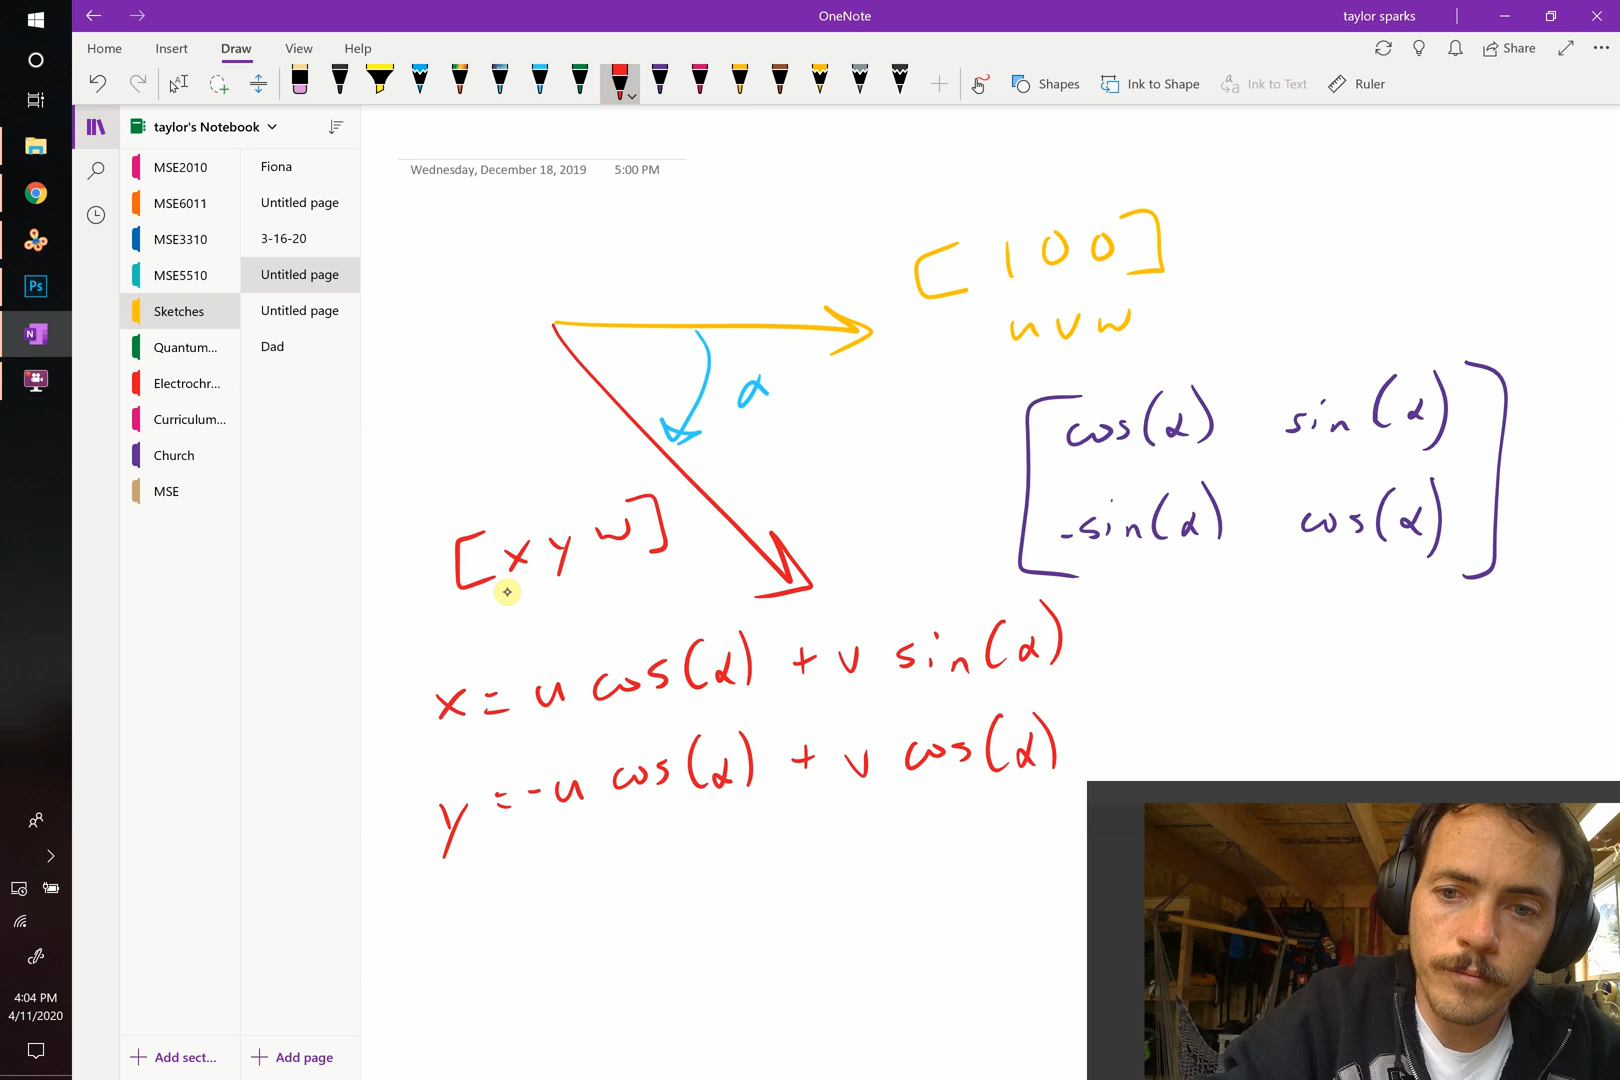 OneNote
taylor sparks
Home Insert Draw View Help
Share
Shapes
Ink to Shape
Ink to Text
Ruler
taylor's Notebook
MSE2010
MSE6011
MSE3310
MSE5510
Sketches
Quantum...
Electrochr...
Curriculum...
Church
MSE
Fiona
Untitled page
3-16-20
Untitled page
Untitled page
Dad
Wednesday, December 18, 2019 5:00 PM
[100]
u v w
α
cos(α) sin(α)
-sin(α) cos(α)
[x y w]
x = u cos(α) + v sin(α)
y = -u cos(α) + v cos(α)
Ps
N
4:04 PM
4/11/2020
+ Add sect...
+ Add page